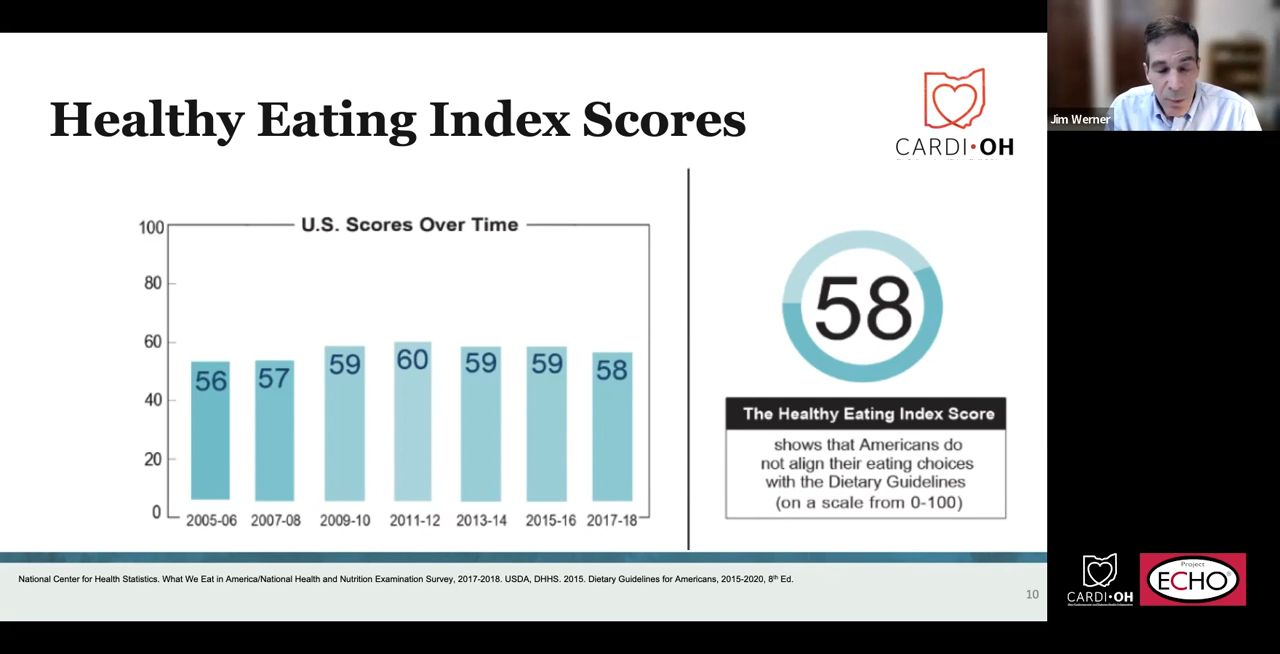 Healthy Eating Index Scores
CARDI•OH
U.S. Scores Over Time
100
80
60
40
20
0
56
57
59
60
59
59
58
2005-06
2007-08
2009-10
2011-12
2013-14
2015-16
2017-18
58
The Healthy Eating Index Score
shows that Americans do
not align their eating choices
with the Dietary Guidelines
(on a scale from 0-100)
National Center for Health Statistics. What We Eat in America/National Health and Nutrition Examination Survey, 2017-2018. USDA, DHHS. 2015. Dietary Guidelines for Americans, 2015-2020, 8th Ed.
10
Jim Werner
CARDI•OH
Project
ECHO®